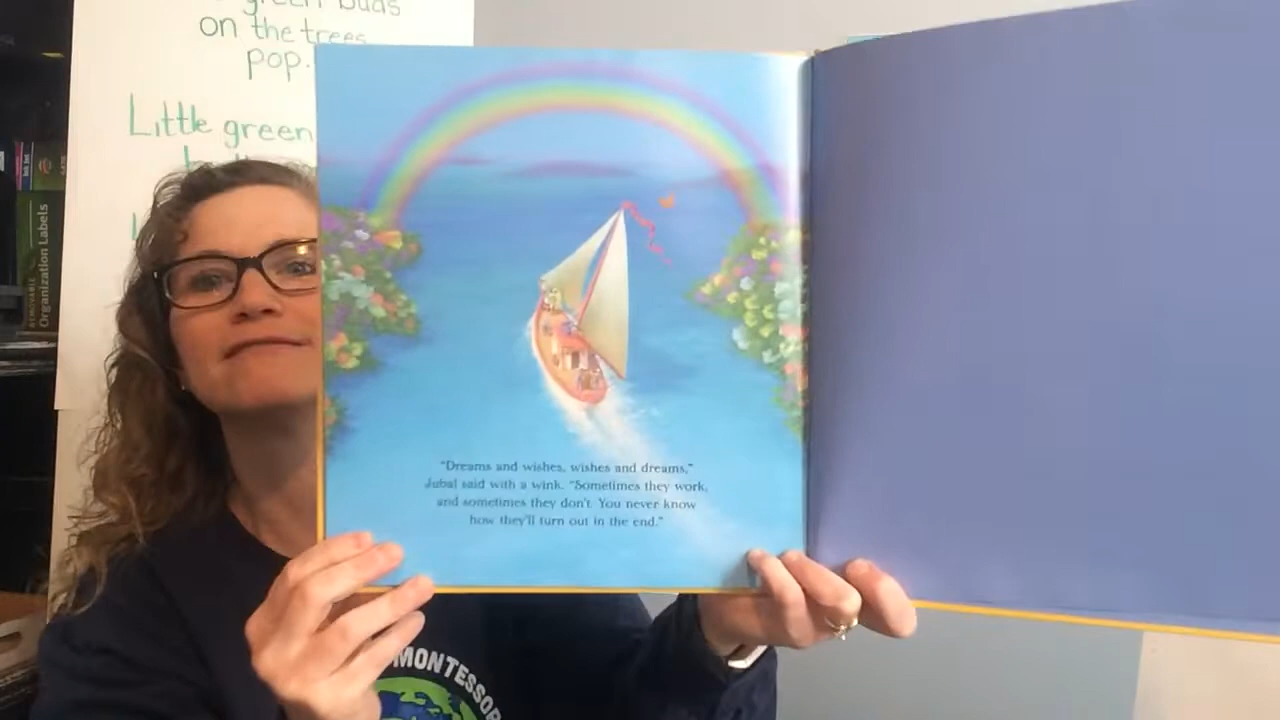 green buds
on the trees
pop.
Little green
REMOVABLE
Organization Labels
"Dreams and wishes, wishes and dreams,"
Jubal said with a wink. "Sometimes they work,
and sometimes they don't. You never know
how they'll turn out in the end."
MONTESSOR